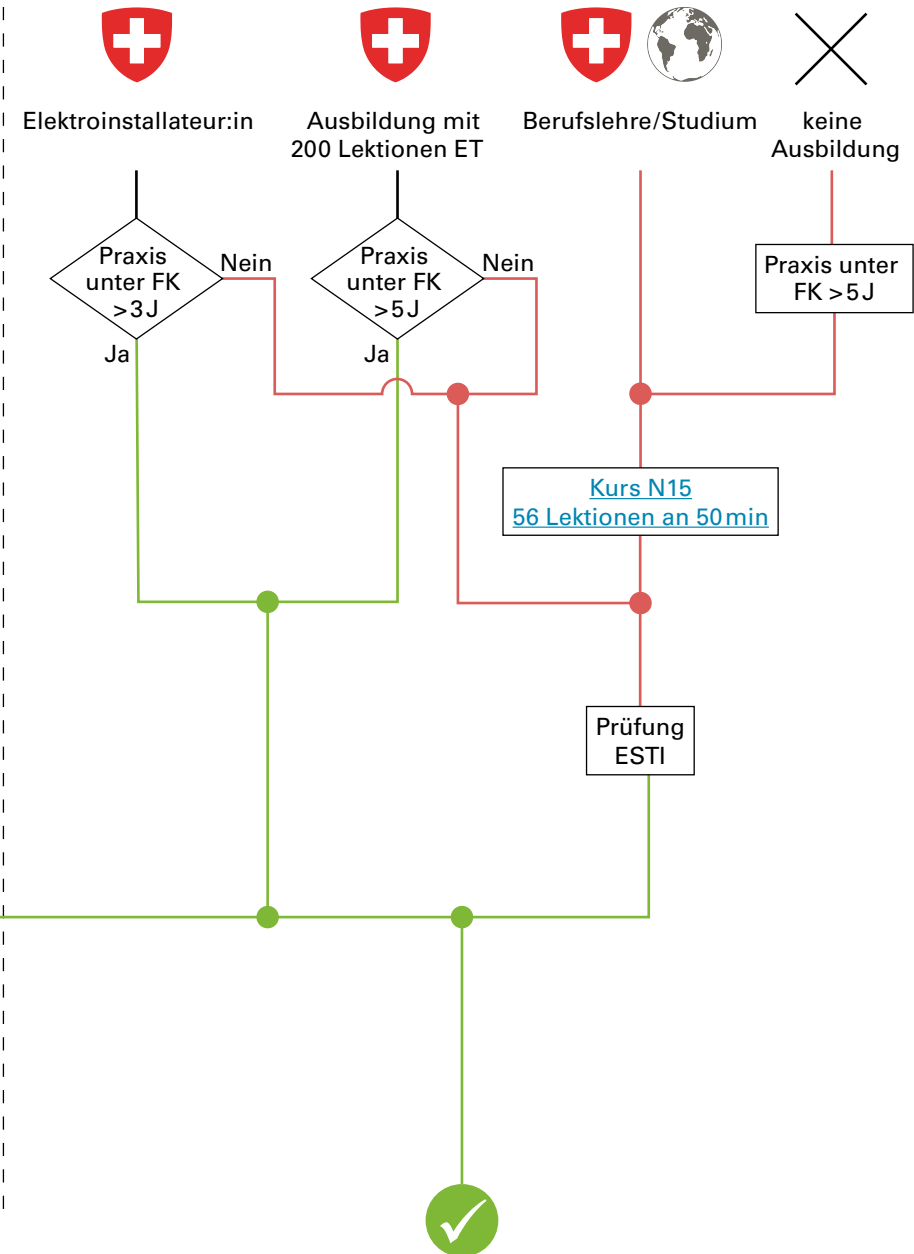 Elektroinstallateur:in
Ausbildung mit
200 Lektionen ET
Berufslehre/Studium
keine
Ausbildung
Praxis
unter FK
>3J
Nein
Ja
Praxis
unter FK
>5J
Nein
Ja
Praxis unter
FK >5J
Kurs N15
56 Lektionen an 50min
Prüfung
ESTI